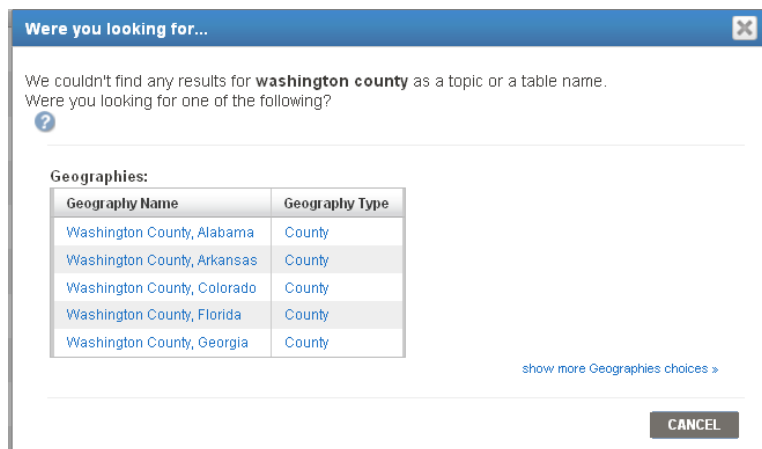 Were you looking for...
We couldn't find any results for washington county as a topic or a table name.
Were you looking for one of the following?
?
Geographies:
Geography Name Geography Type
Washington County, Alabama County
Washington County, Arkansas County
Washington County, Colorado County
Washington County, Florida County
Washington County, Georgia County
show more Geographies choices »
CANCEL